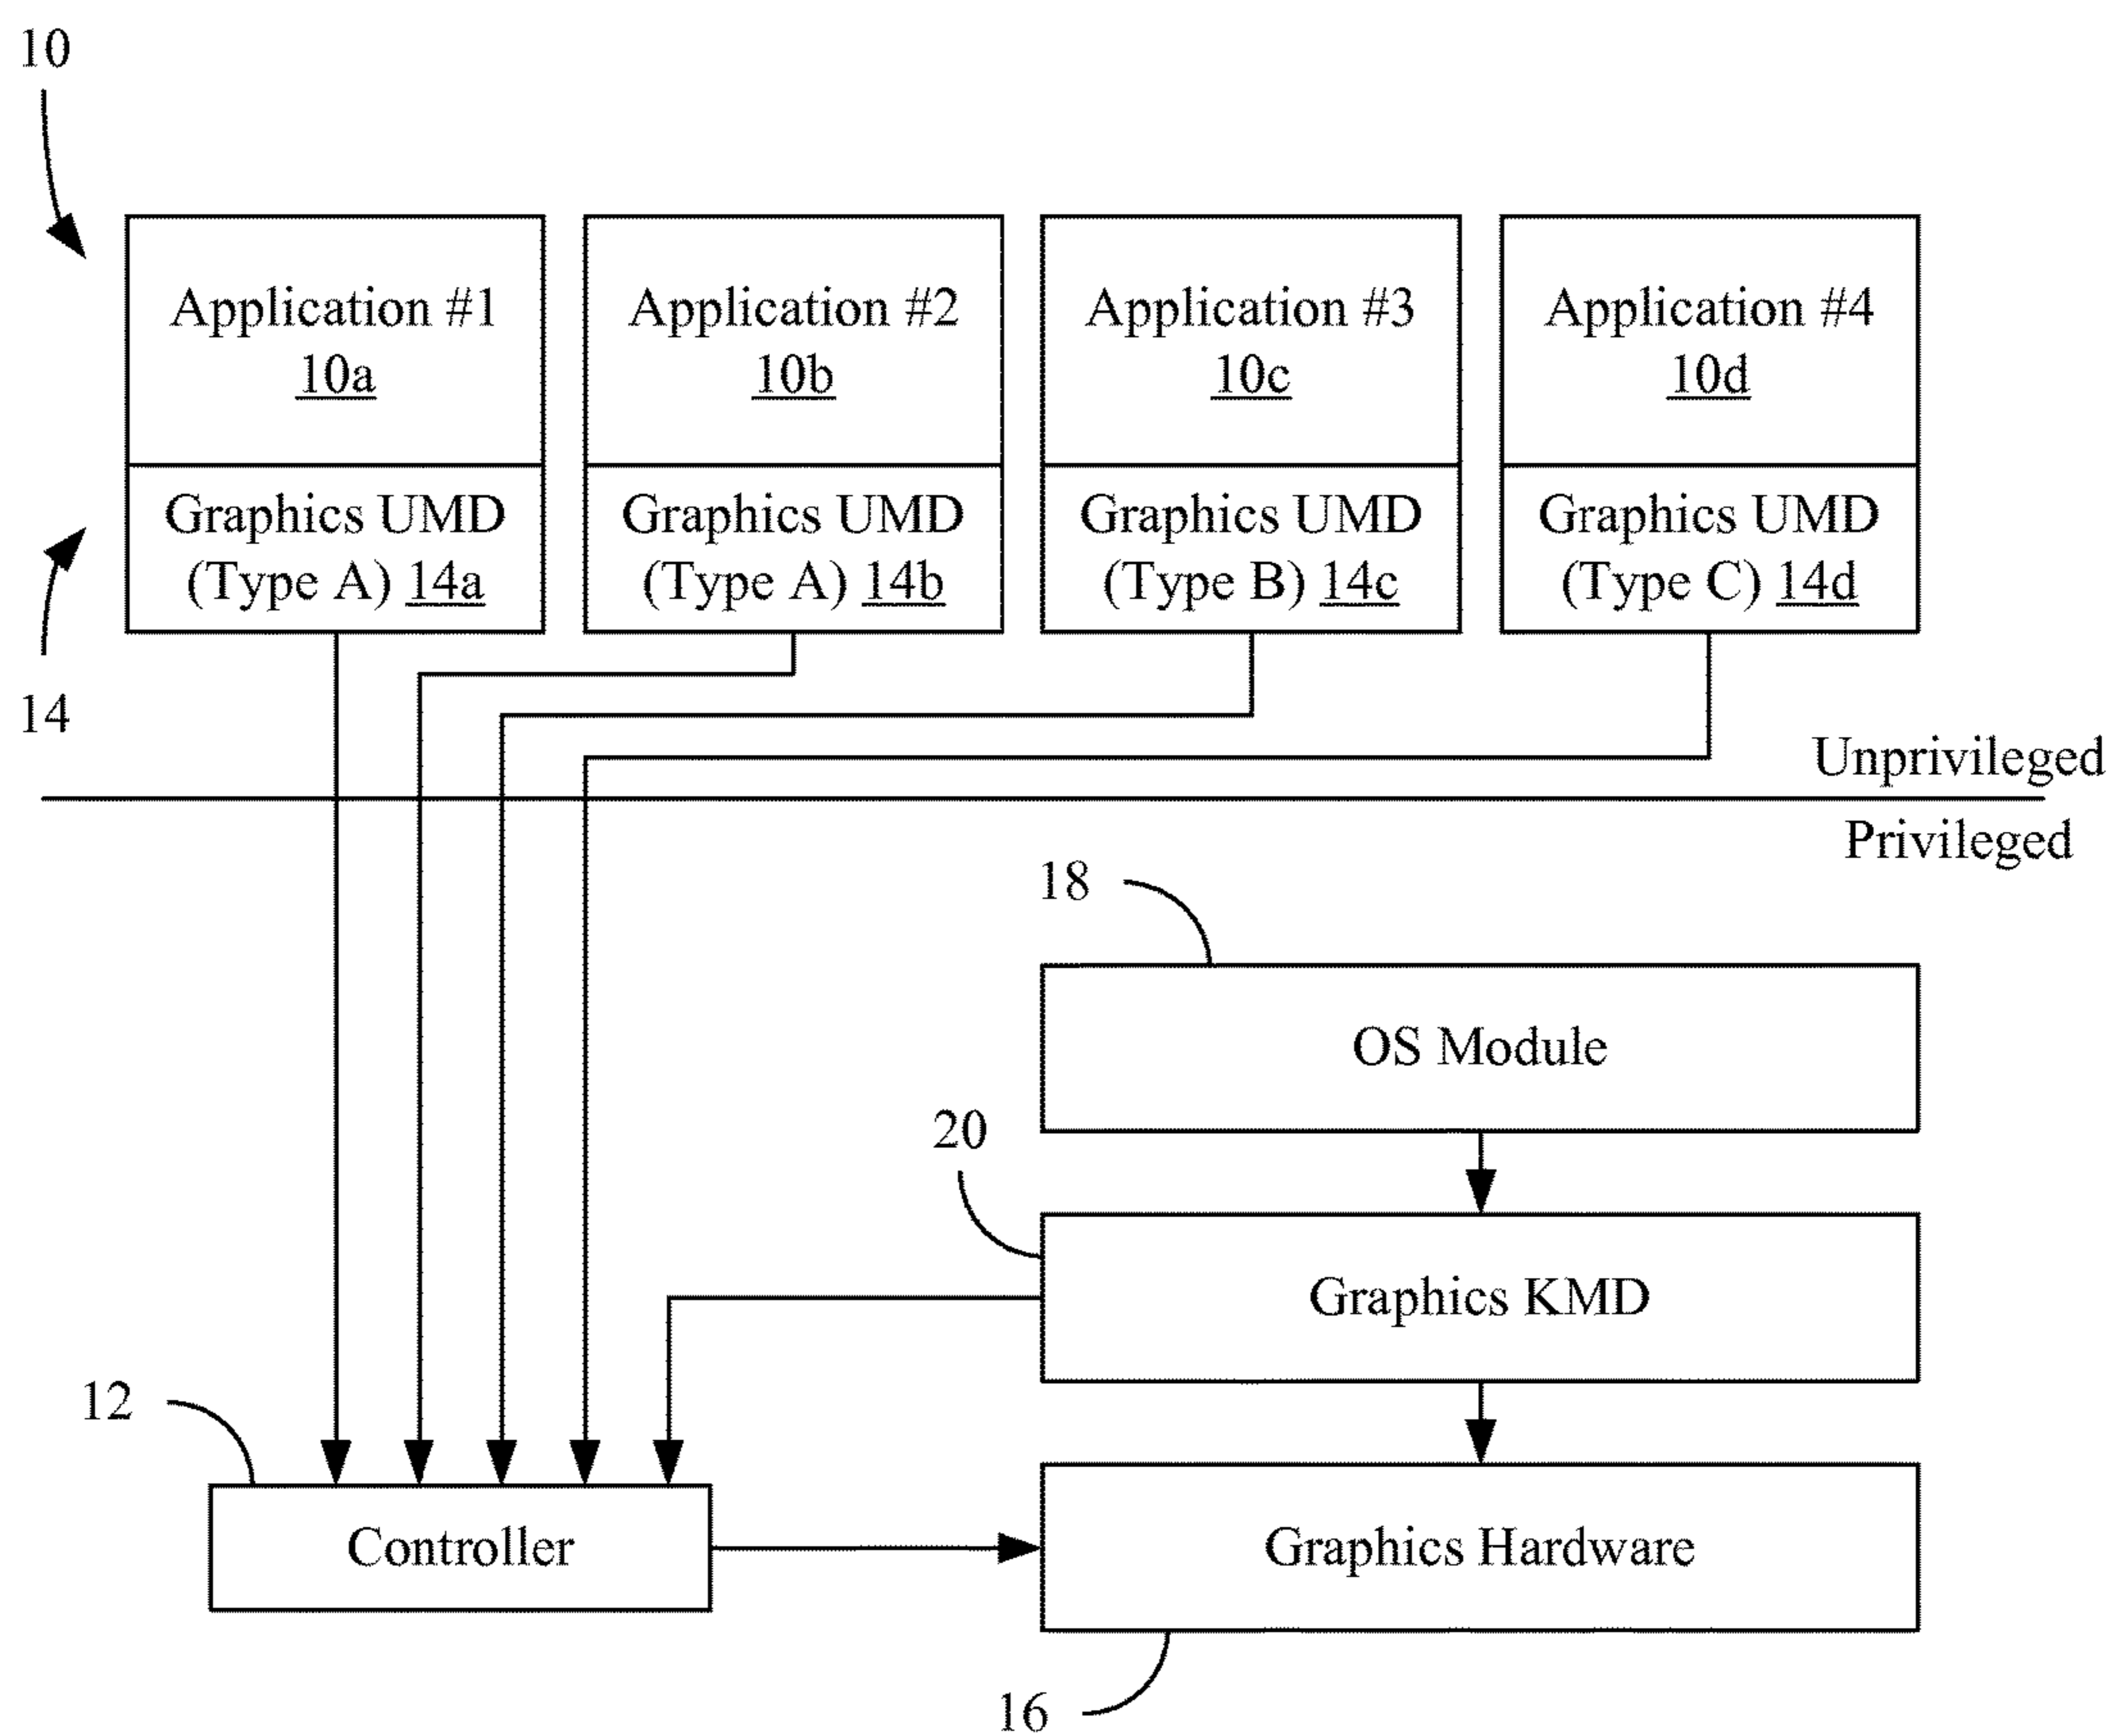 10
Application #1
10a
Application #2
10b
Application #3
10c
Application #4
10d
Graphics UMD
(Type A) 14a
Graphics UMD
(Type A) 14b
Graphics UMD
(Type B) 14c
Graphics UMD
(Type C) 14d
14
Unprivileged
Privileged
18
OS Module
20
Graphics KMD
12
Controller
Graphics Hardware
16